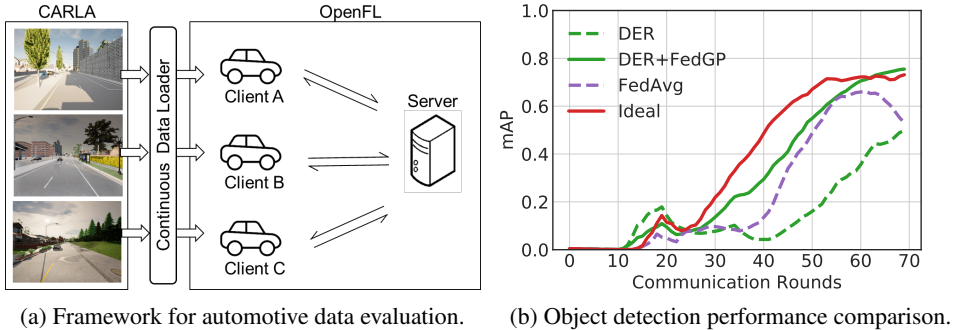 CARLA
OpenFL
Continuous Data Loader
Client A
Client B
Client C
Server
(a) Framework for automotive data evaluation.
1.0
0.8
0.6
0.4
0.2
0.0
mAP
DER
DER+FedGP
FedAvg
Ideal
0 10 20 30 40 50 60 70
Communication Rounds
(b) Object detection performance comparison.